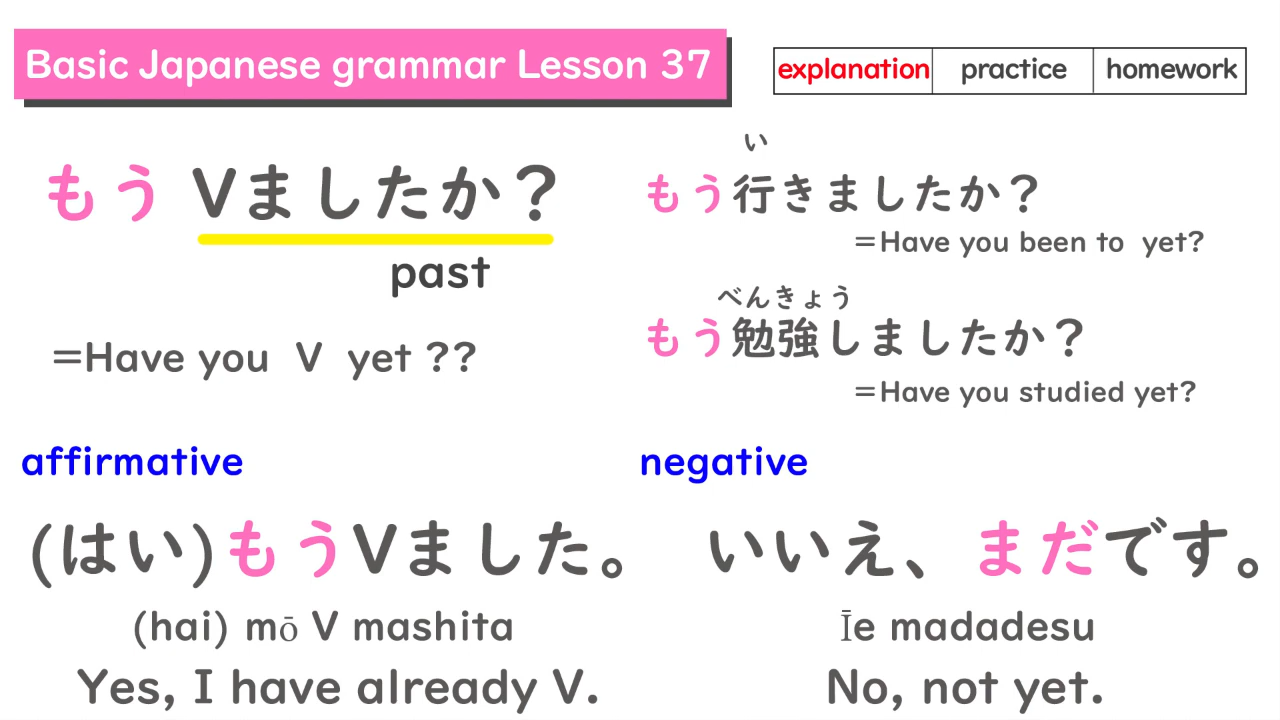 Basic Japanese grammar Lesson 37
explanation practice homework
もう Vましたか？
past
=Have you V yet ??
い
もう行きましたか？
=Have you been to yet?
べんきょう
もう勉強しましたか？
=Have you studied yet?
affirmative
(はい)もうVました。
(hai) mō V mashita
Yes, I have already V.
negative
いいえ、まだです。
Īe madadesu
No, not yet.